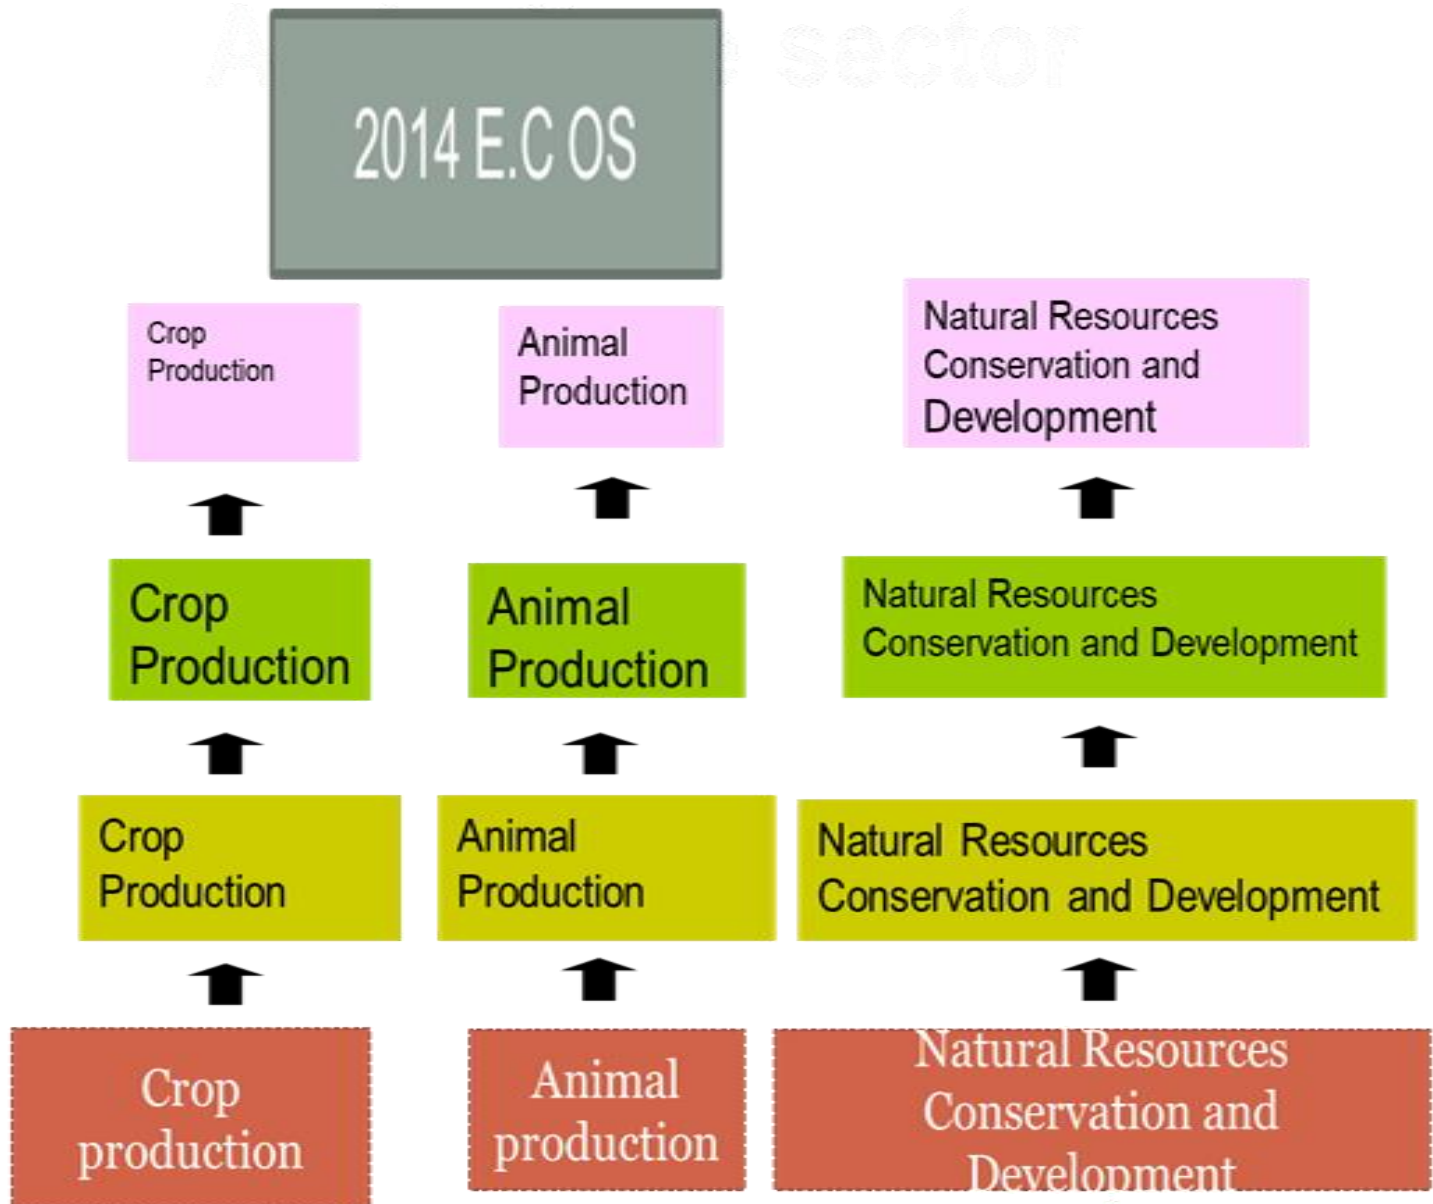 sector
2014 E.C OS
Crop
Production
Animal
Production
Natural Resources
Conservation and
Development
Crop
Production
Animal
Production
Natural Resources
Conservation and Development
Crop
Production
Animal
Production
Natural Resources
Conservation and Development
Crop
production
Animal
production
Natural Resources
Conservation and
Development